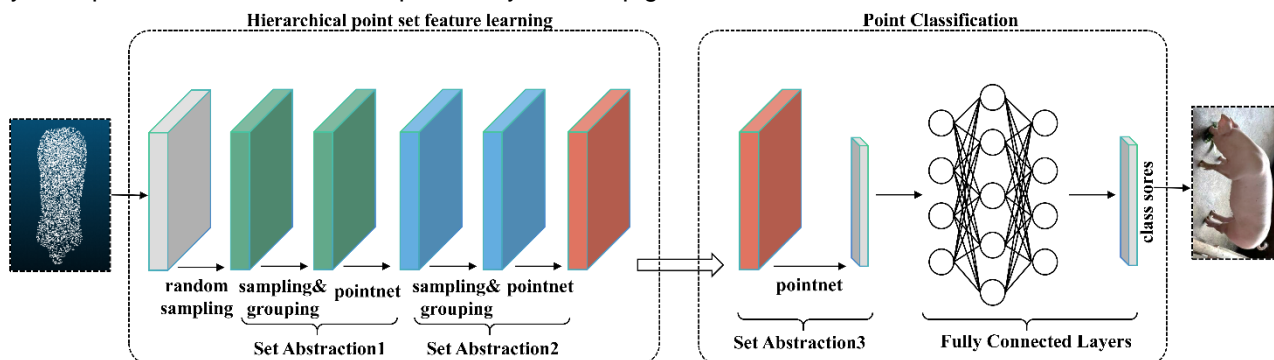 Hierarchical point set feature learning
Point Classification
random
sampling
sampling&
grouping
pointnet
sampling&
grouping
pointnet
pointnet
class sores
Set Abstraction1
Set Abstraction2
Set Abstraction3
Fully Connected Layers